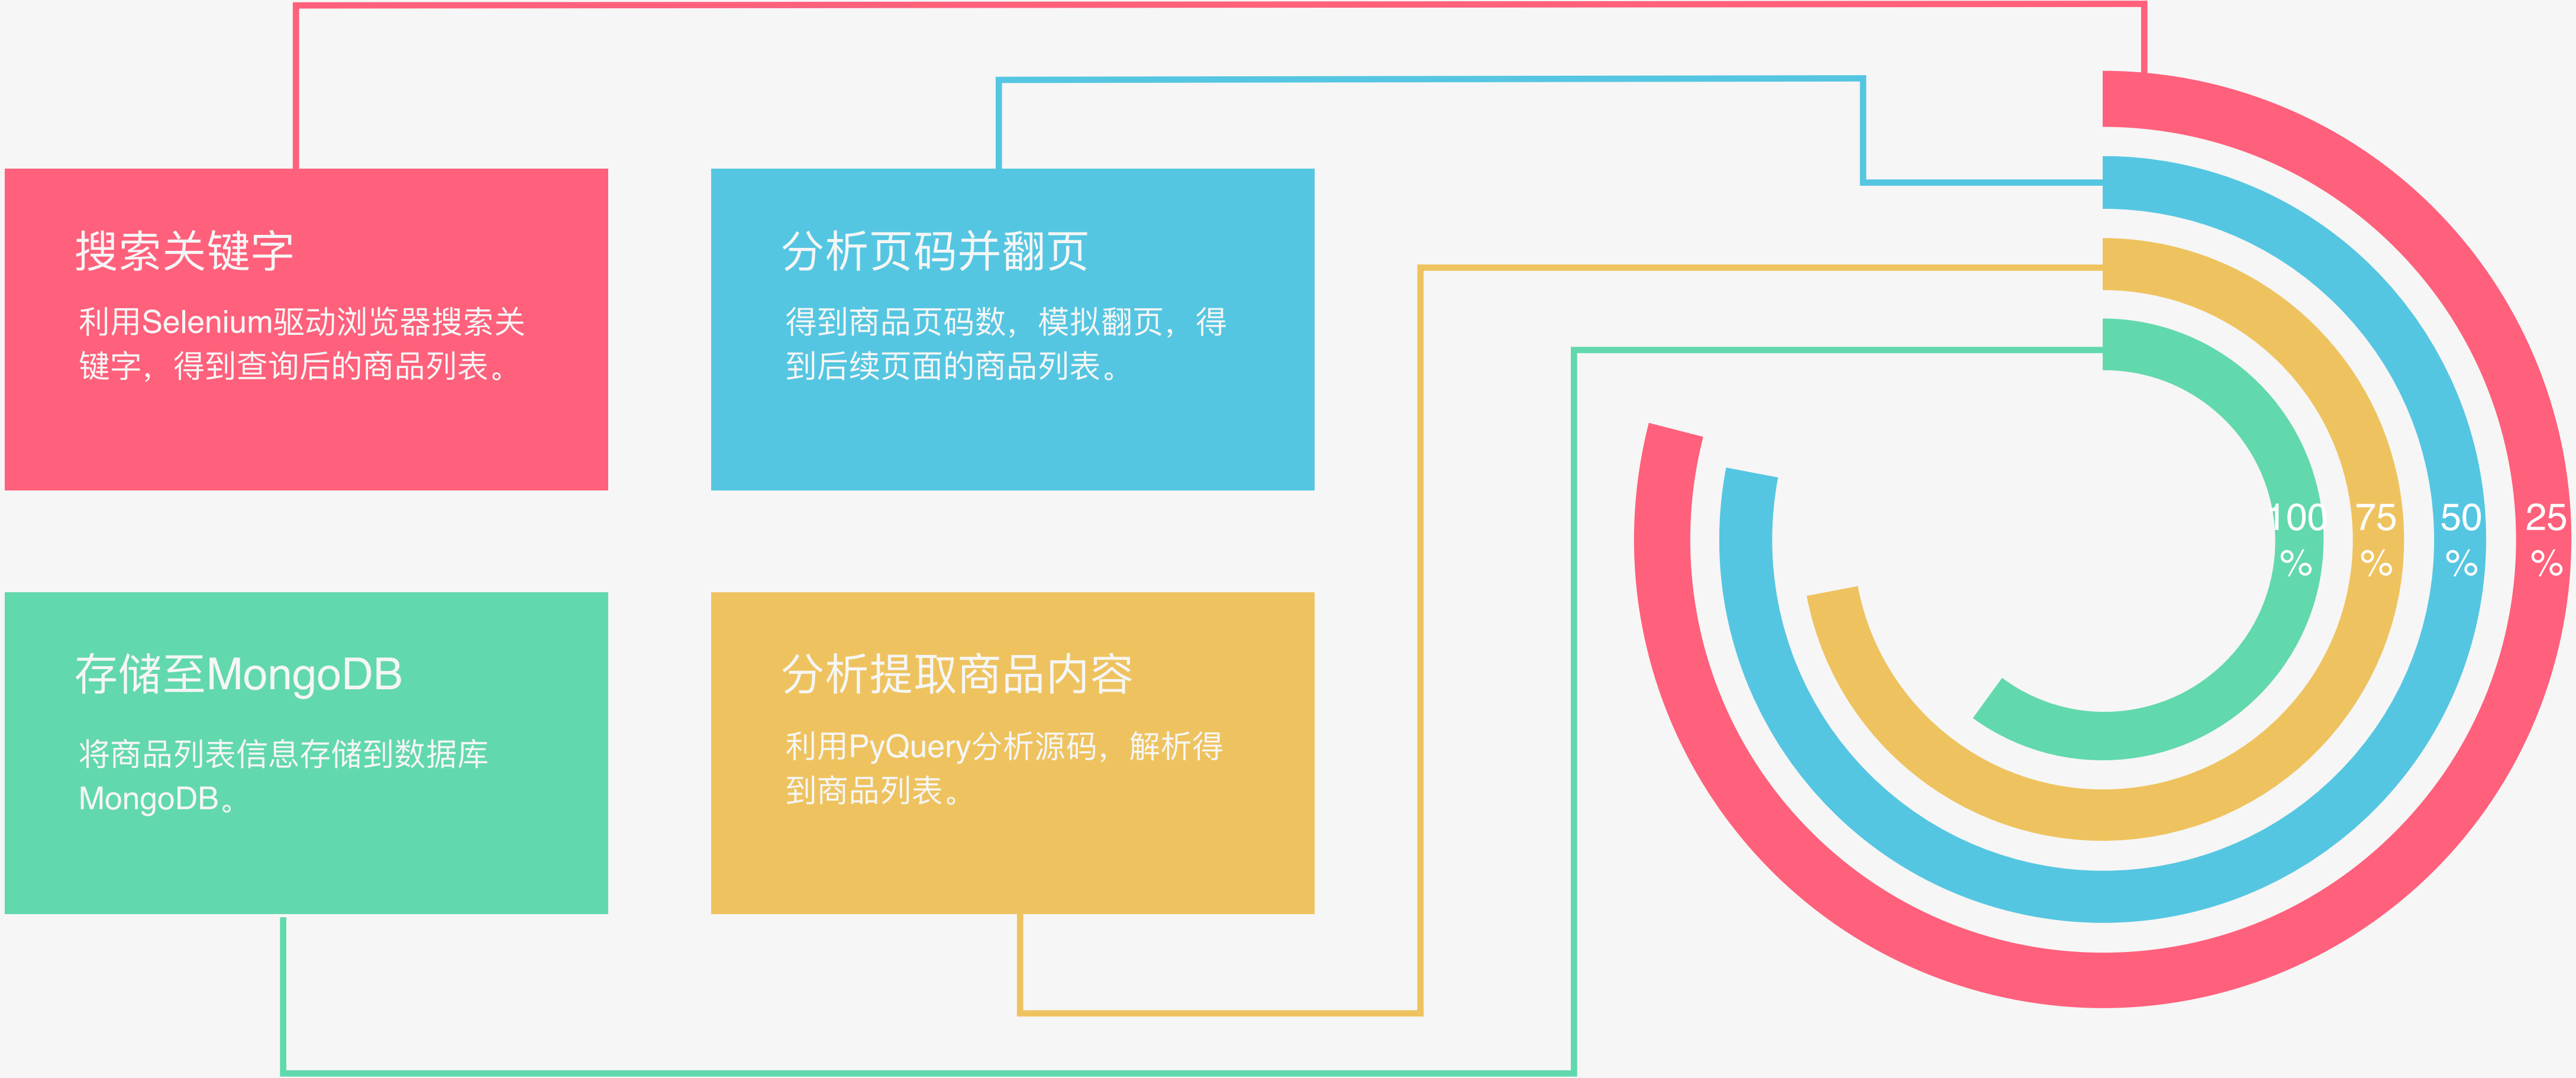 搜索关键字
利用Selenium驱动浏览器搜索关
键字，得到查询后的商品列表。
分析页码并翻页
得到商品页码数，模拟翻页，得
到后续页面的商品列表。
存储至MongoDB
将商品列表信息存储到数据库
MongoDB。
分析提取商品内容
利用PyQuery分析源码，解析得
到商品列表。
100
%
75
%
50
%
25
%